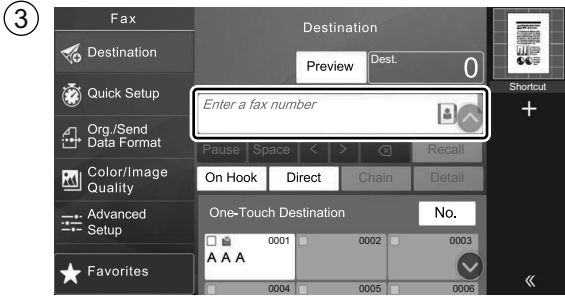 3
Fax
Destination
Quick Setup
Org./Send
Data Format
Color/Image
Quality
Advanced
Setup
Favorites
Destination
Preview
Dest.
0
Enter a fax number
Pause Space < > Recall
On Hook Direct Chain Detail
One-Touch Destination No.
0001 0002 0003
A A A
0004 0005 0006
Shortcut
+
«